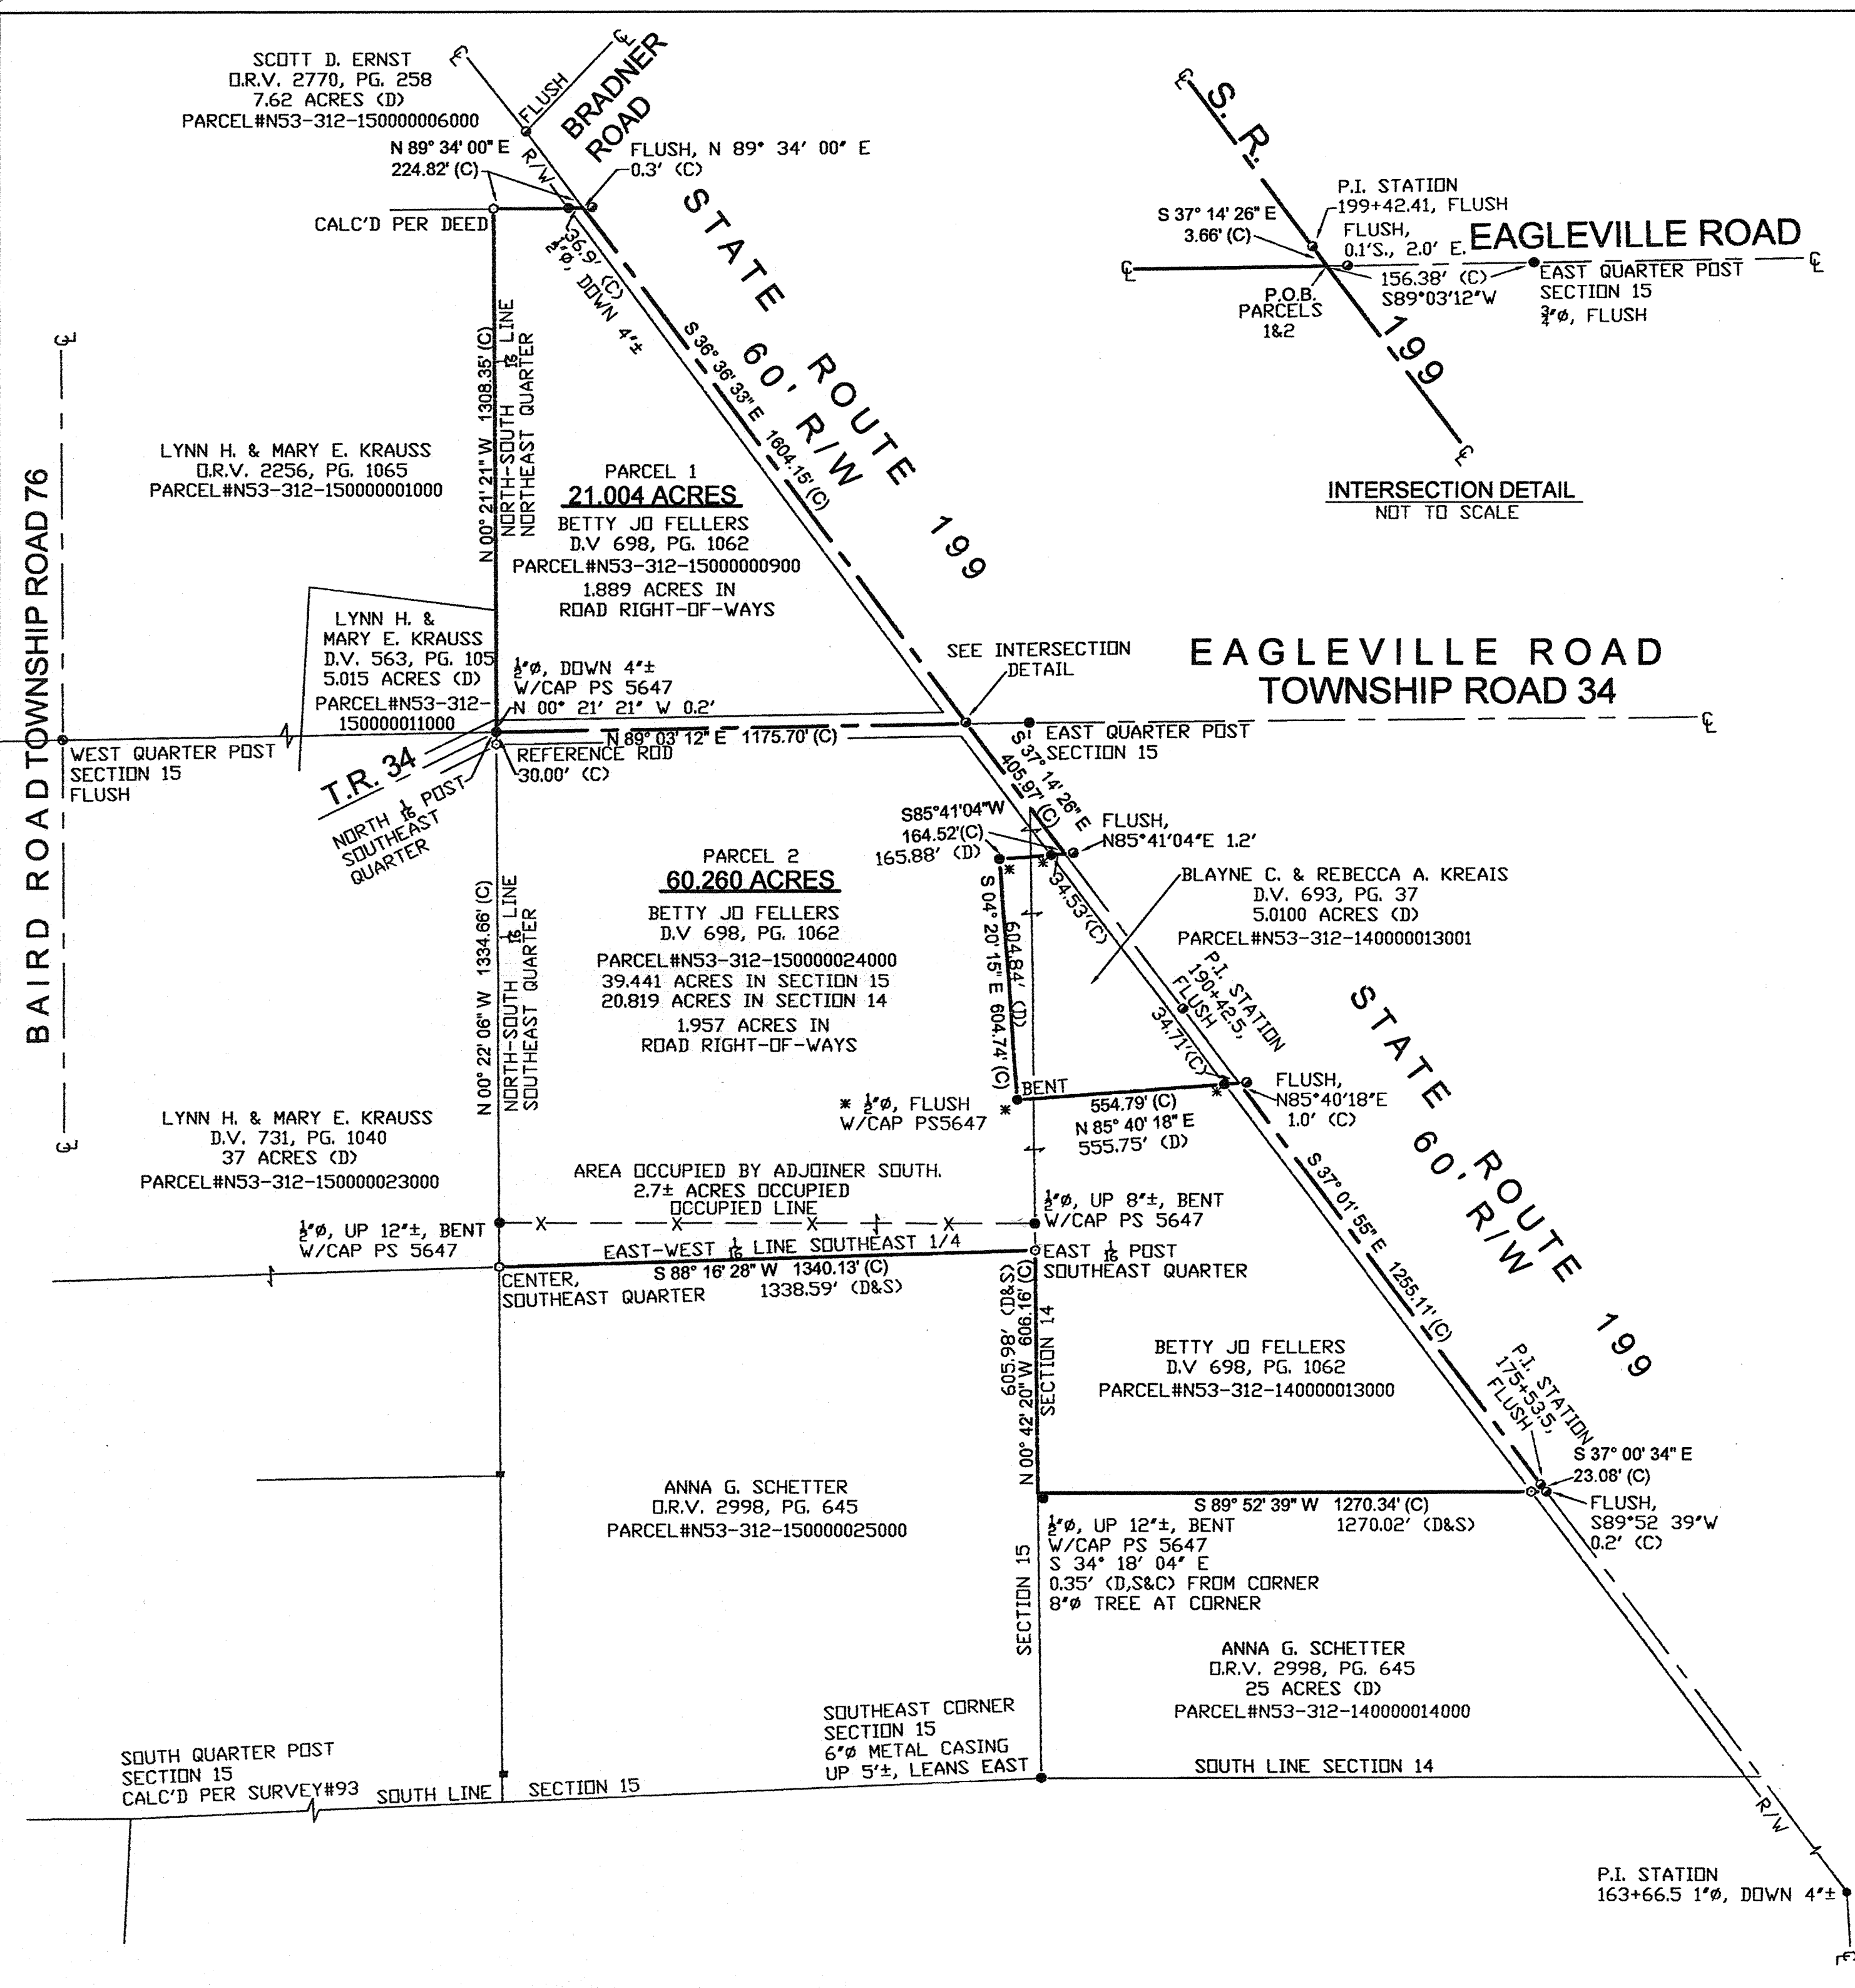 SCOTT D. ERNST
O.R.V. 2770, PG. 258
7.62 ACRES (D)
PARCEL#N53-312-150000006000
N 89° 34' 00" E
224.82' (C)
FLUSH
BRADNER
ROAD
R/W
FLUSH, N 89° 34' 00" E
0.3' (C)
CALC'D PER DEED
36.9' (C)
½"Ø, DOWN 4"±
STATE ROUTE 199
60' R/W
S 36° 36' 33" E 1604.15' (C)
S. R. 199
P.I. STATION
199+42.41, FLUSH
S 37° 14' 26" E
3.66' (C)
FLUSH,
0.1'S., 2.0' E.
EAGLEVILLE ROAD
156.38' (C)
S89°03'12"W
EAST QUARTER POST
SECTION 15
¾"Ø, FLUSH
P.O.B.
PARCELS
1&2
INTERSECTION DETAIL
NOT TO SCALE
BAIRD ROAD TOWNSHIP ROAD 76
LYNN H. & MARY E. KRAUSS
O.R.V. 2256, PG. 1065
PARCEL#N53-312-150000001000
N 00° 21' 21" W 1308.35' (C)
NORTH-SOUTH 1/16 LINE
NORTHEAST QUARTER
PARCEL 1
21.004 ACRES
BETTY JO FELLERS
D.V 698, PG. 1062
PARCEL#N53-312-15000000900
1.889 ACRES IN
ROAD RIGHT-OF-WAYS
LYNN H. &
MARY E. KRAUSS
D.V. 563, PG. 105
5.015 ACRES (D)
PARCEL#N53-312-
150000011000
½"Ø, DOWN 4"±
W/CAP PS 5647
N 00° 21' 21" W 0.2'
SEE INTERSECTION
DETAIL
EAGLEVILLE ROAD
TOWNSHIP ROAD 34
WEST QUARTER POST
SECTION 15
FLUSH
T.R. 34
NORTH 1/16 POST
SOUTHEAST
QUARTER
N 89° 03' 12" E 1175.70' (C)
REFERENCE ROD
30.00' (C)
EAST QUARTER POST
SECTION 15
S 37° 14' 26" E
405.97' (C)
S85°41'04"W
164.52'(C)
165.88' (D)
FLUSH,
N85°41'04"E 1.2'
PARCEL 2
60.260 ACRES
BETTY JO FELLERS
D.V 698, PG. 1062
PARCEL#N53-312-150000024000
39.441 ACRES IN SECTION 15
20.819 ACRES IN SECTION 14
1.957 ACRES IN
ROAD RIGHT-OF-WAYS
N 00° 22' 06" W 1334.66' (C)
NORTH-SOUTH 1/16 LINE
SOUTHEAST QUARTER
34.53'(C)
S 04° 20' 15" E 604.74' (C)
604.84' (D)
BLAYNE C. & REBECCA A. KREAIS
D.V. 693, PG. 37
5.0100 ACRES (D)
PARCEL#N53-312-140000013001
P.I. STATION
190+42.5,
FLUSH
34.71'(C)
FLUSH,
N85°40'18"E
1.0' (C)
STATE ROUTE 199
60' R/W
BENT
* ½"Ø, FLUSH
W/CAP PS5647
554.79' (C)
N 85° 40' 18" E
555.75' (D)
LYNN H. & MARY E. KRAUSS
D.V. 731, PG. 1040
37 ACRES (D)
PARCEL#N53-312-150000023000
AREA OCCUPIED BY ADJOINER SOUTH.
2.7± ACRES OCCUPIED
OCCUPIED LINE
½"Ø, UP 12"±, BENT
W/CAP PS 5647
½"Ø, UP 8"±, BENT
W/CAP PS 5647
EAST-WEST 1/16 LINE SOUTHEAST 1/4
S 88° 16' 28" W 1340.13' (C)
1338.59' (D&S)
CENTER,
SOUTHEAST QUARTER
EAST 1/16 POST
SOUTHEAST QUARTER
S 37° 01' 55" E 1255.11' (C)
605.98' (D&S)
N 00° 42' 20" W 606.16' (C)
SECTION 14
BETTY JO FELLERS
D.V 698, PG. 1062
PARCEL#N53-312-140000013000
P.I. STATION
175+53.5,
FLUSH
S 37° 00' 34" E
23.08' (C)
FLUSH,
S89°52 39"W
0.2' (C)
ANNA G. SCHETTER
O.R.V. 2998, PG. 645
PARCEL#N53-312-150000025000
S 89° 52' 39" W 1270.34' (C)
1270.02' (D&S)
½"Ø, UP 12"±, BENT
W/CAP PS 5647
S 34° 18' 04" E
0.35' (D,S&C) FROM CORNER
8"Ø TREE AT CORNER
SECTION 15
ANNA G. SCHETTER
O.R.V. 2998, PG. 645
25 ACRES (D)
PARCEL#N53-312-140000014000
SOUTHEAST CORNER
SECTION 15
6"Ø METAL CASING
UP 5'±, LEANS EAST
SOUTH LINE SECTION 14
SOUTH QUARTER POST
SECTION 15
CALC'D PER SURVEY#93
SOUTH LINE SECTION 15
R/W
P.I. STATION
163+66.5 1"Ø, DOWN 4"±